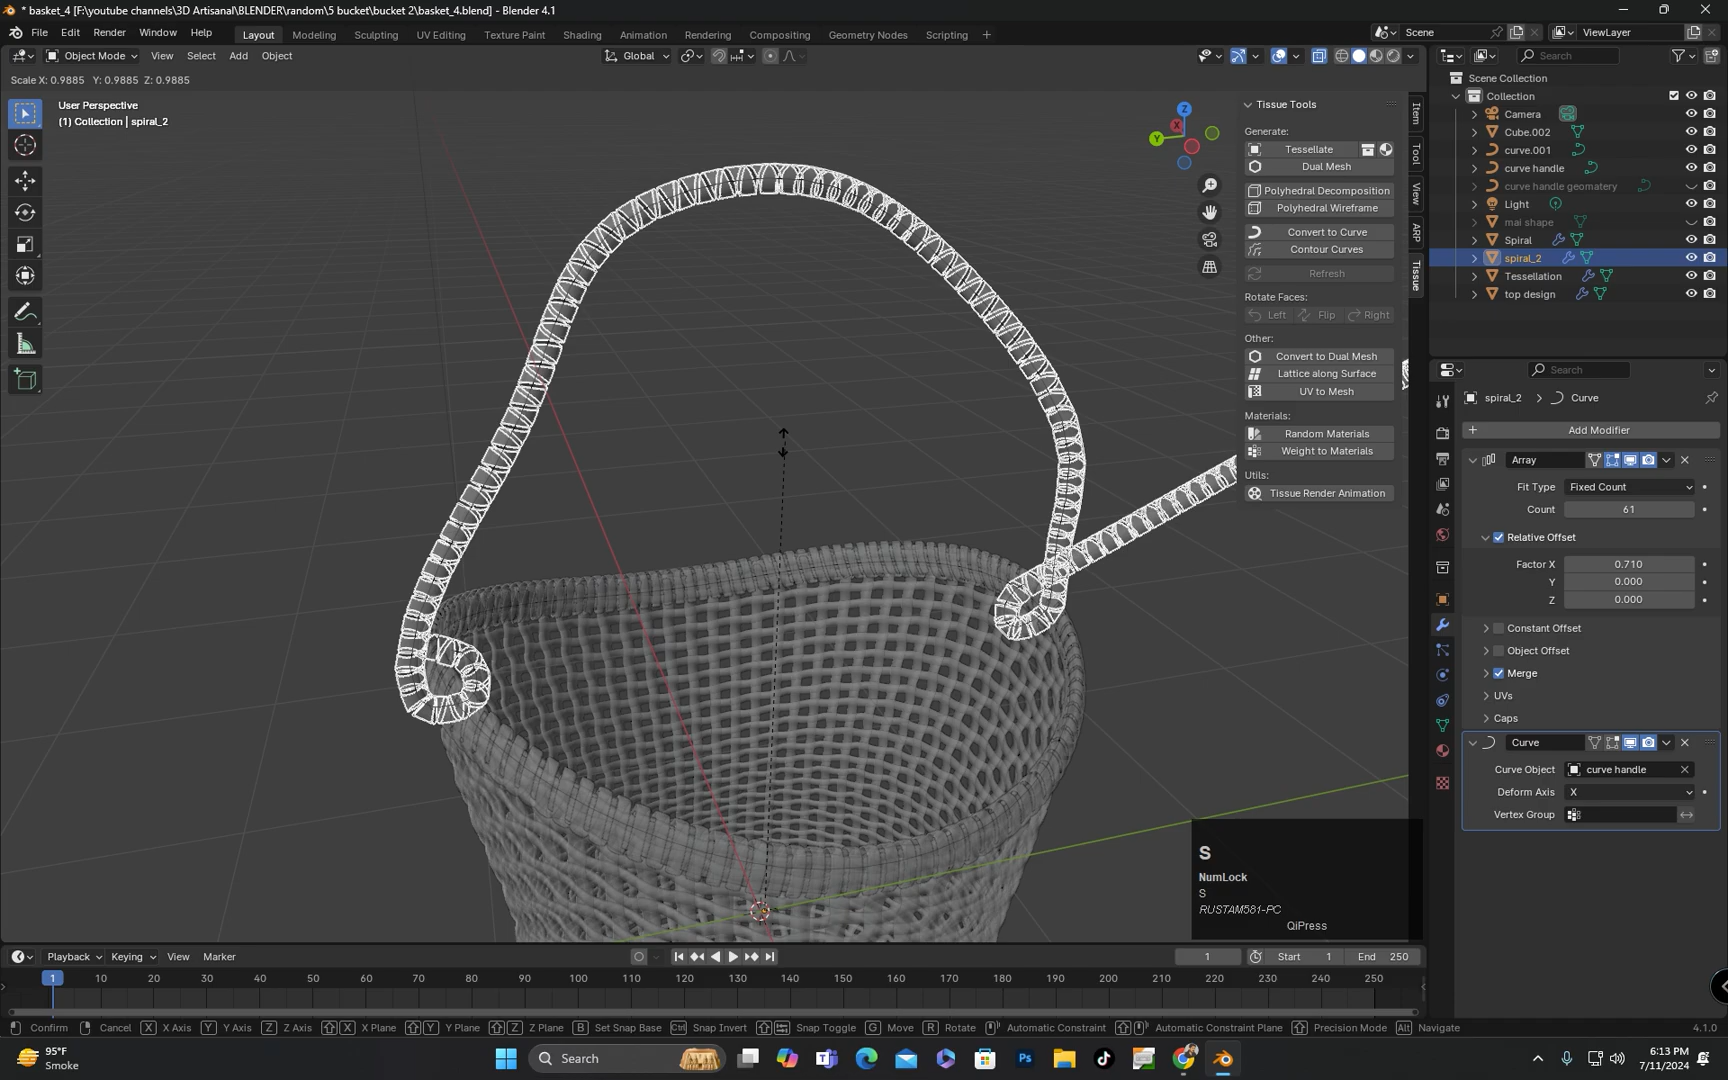 * basket_4 [F:\youtube channels\3D Artisanal\BLENDER\random\5 bucket\bucket 2\basket_4.blend] - Blender 4.1
File Edit Render Window Help Layout Modeling Sculpting UV Editing Texture Paint Shading Animation Rendering Compositing Geometry Nodes Scripting + Scene ViewLayer
Object Mode View Select Add Object Global Search
Scale X: 0.9885 Y: 0.9885 Z: 0.9885
User Perspective
(1) Collection | spiral_2
Z
X
Y
Tissue Tools
Generate:
Tessellate
Dual Mesh
Polyhedral Decomposition
Polyhedral Wireframe
Convert to Curve
Contour Curves
Refresh
Rotate Faces:
Left Flip Right
Other:
Convert to Dual Mesh
Lattice along Surface
UV to Mesh
Materials:
Random Materials
Weight to Materials
Utils:
Tissue Render Animation
Item
Tool
View
ARP
Tissue
Scene Collection
Collection
Camera
Cube.002
curve.001
curve handle
curve handle geomatery
Light
mai shape
Spiral
spiral_2
Tessellation
top design
Search
spiral_2 > Curve
+ Add Modifier
Array
Fit Type Fixed Count
Count 61
Relative Offset
Factor X 0.710
Y 0.000
Z 0.000
Constant Offset
Object Offset
Merge
UVs
Caps
Curve
Curve Object curve handle
Deform Axis X
Vertex Group
S
NumLock
S
RUSTAM581-PC
QiPress
Playback Keying View Marker 1 Start 1 End 250
1 10 20 30 40 50 60 70 80 90 100 110 120 130 140 150 160 170 180 190 200 210 220 230 240 250
Confirm Cancel X X Axis Y Y Axis Z Z Axis X X Plane Y Y Plane Z Z Plane B Set Snap Base Ctrl Snap Invert Snap Toggle G Move R Rotate Automatic Constraint Automatic Constraint Plane Precision Mode Alt Navigate 4.1.0
95°F
Smoke
Search
Ps
6:13 PM
7/11/2024